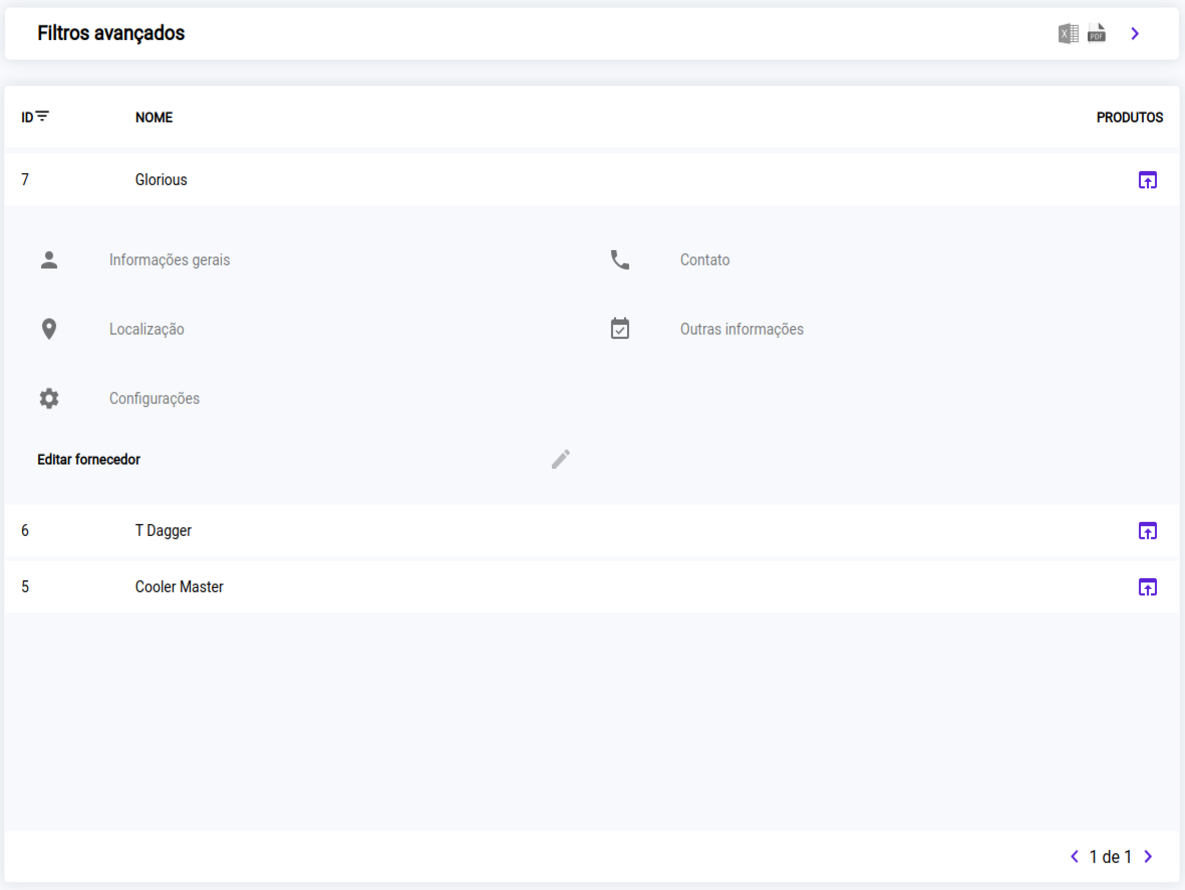 Filtros avançados
PDF
ID NOME PRODUTOS
7 Glorious
Informações gerais Contato
Localização Outras informações
Configurações
Editar fornecedor
6 T Dagger
5 Cooler Master
1 de 1